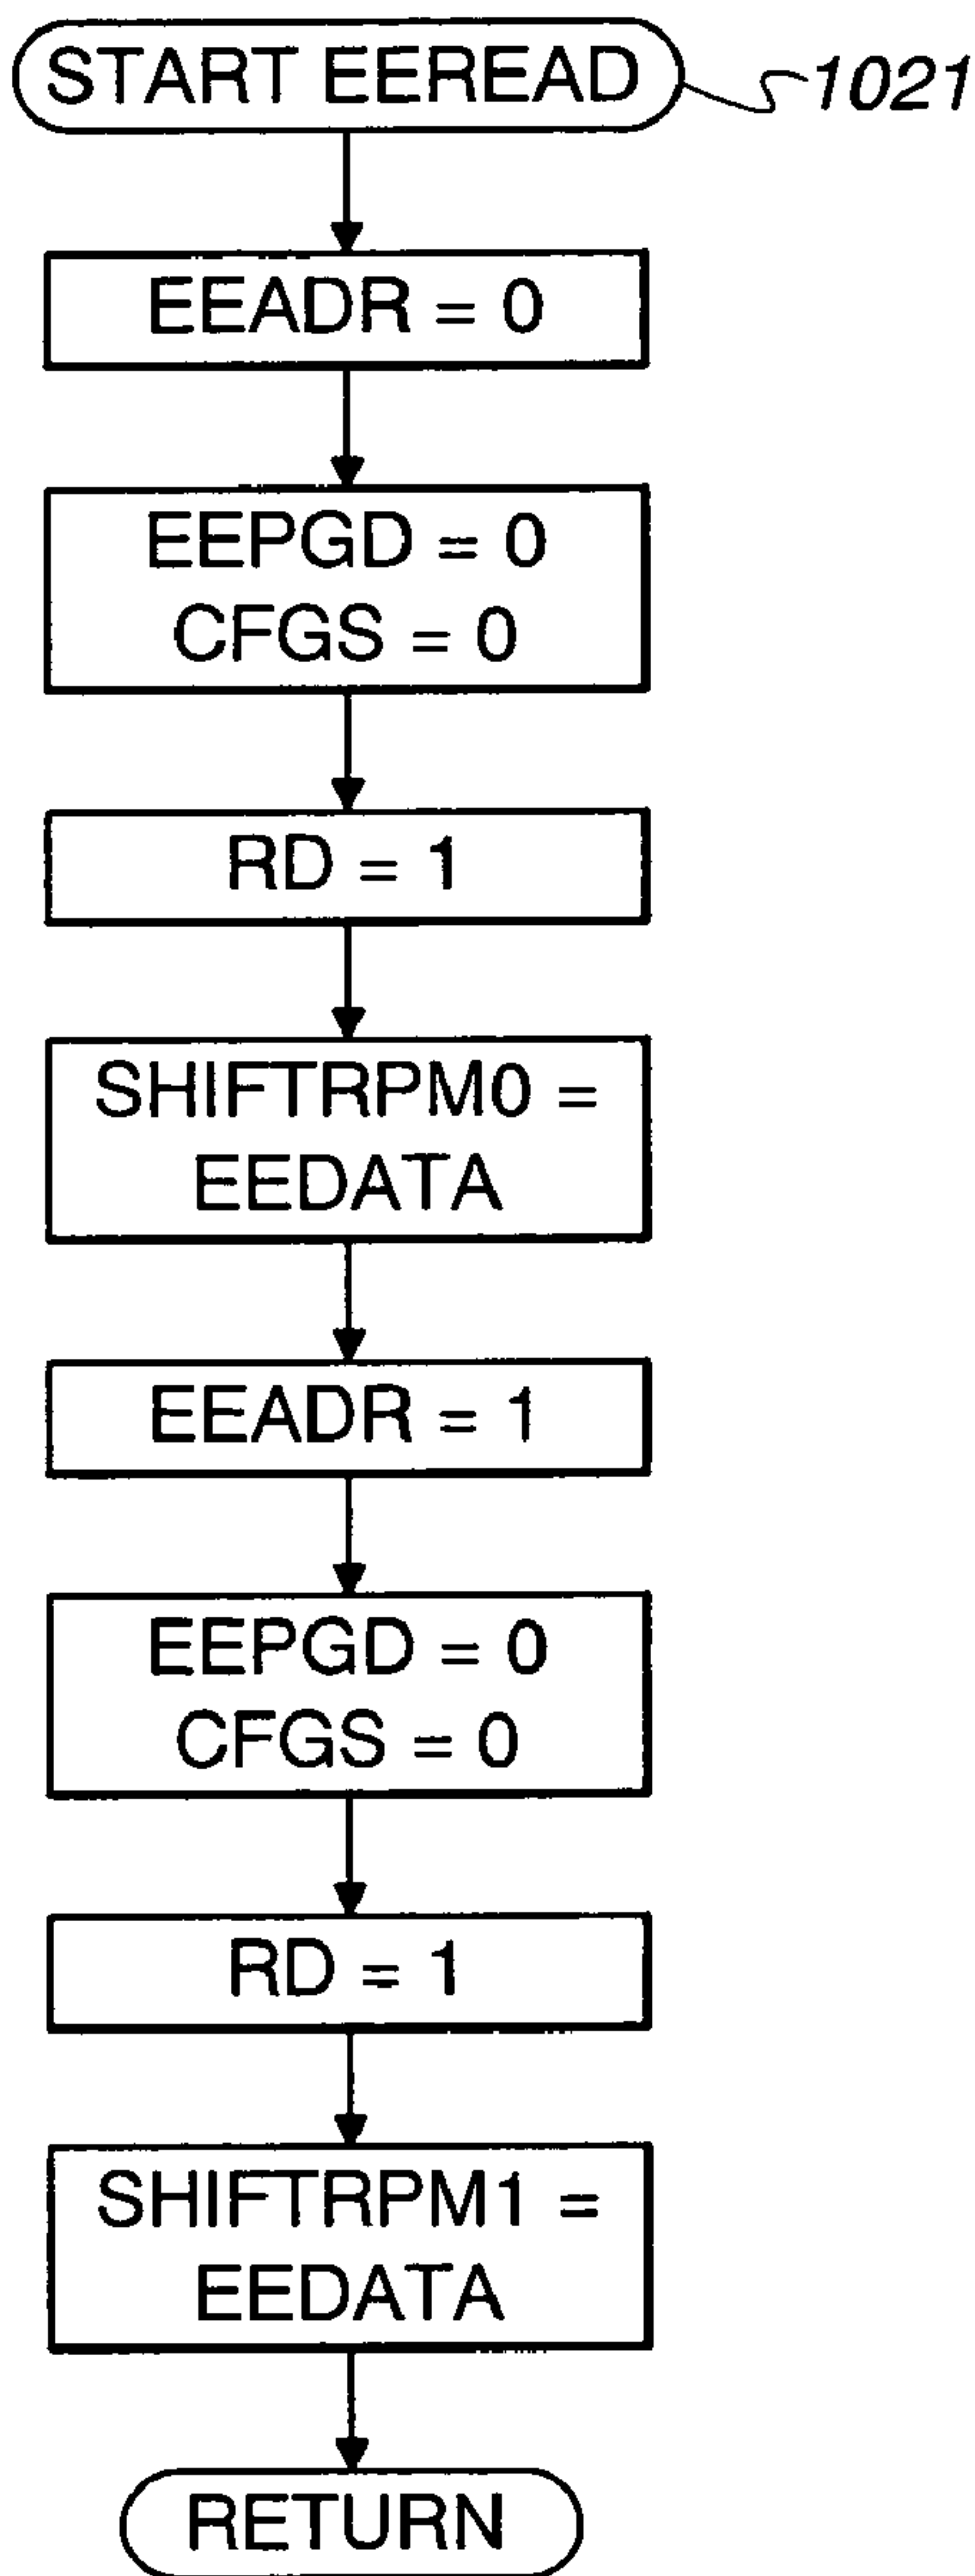 START EEREAD 1021
EEADR = 0
EEPGD = 0
CFGS = 0
RD = 1
SHIFTRPM0 =
EEDATA
EEADR = 1
EEPGD = 0
CFGS = 0
RD = 1
SHIFTRPM1 =
EEDATA
RETURN